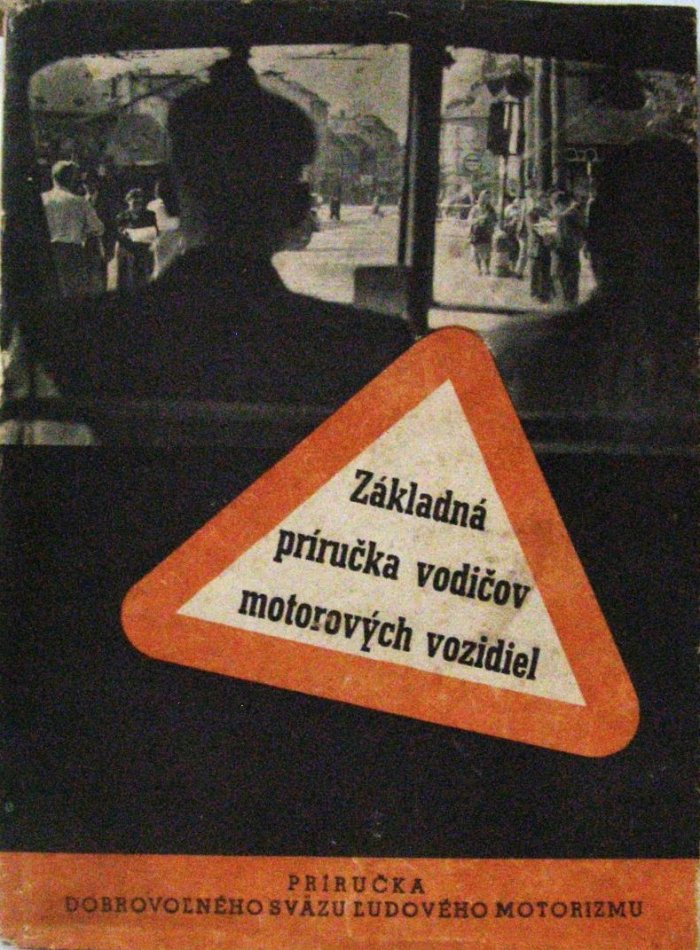 Základná
príručka vodičov
motorových vozidiel
PRÍRUČKA
DOBROVOĽNÉHO SVÄZU ĽUDOVÉHO MOTORIZMU